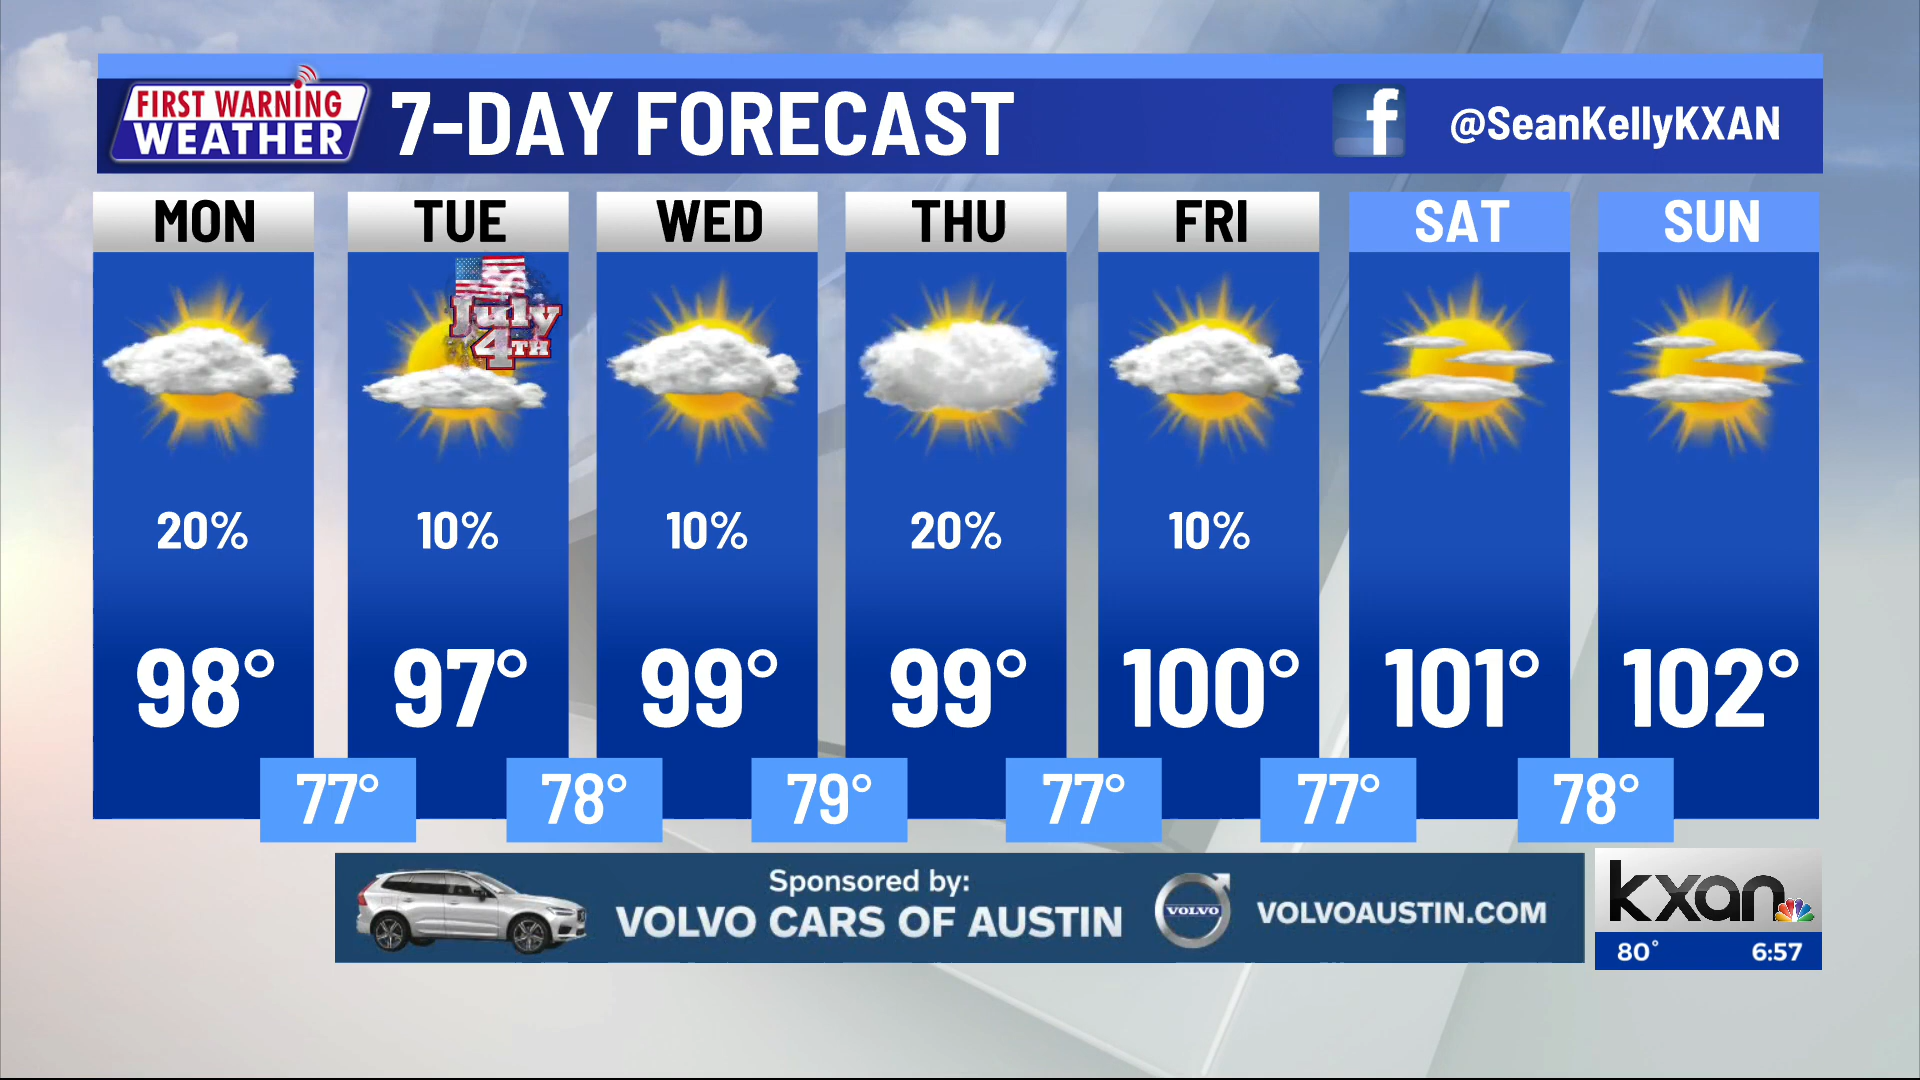 FIRST WARNING
WEATHER
7-DAY FORECAST
f
@SeanKellyKXAN
MON
TUE
WED
THU
FRI
SAT
SUN
July
4TH
20%
10%
10%
20%
10%
98°
97°
99°
99°
100°
101°
102°
77°
78°
79°
77°
77°
78°
Sponsored by:
VOLVO CARS OF AUSTIN
VOLVO
VOLVOAUSTIN.COM
kxan
80°
6:57